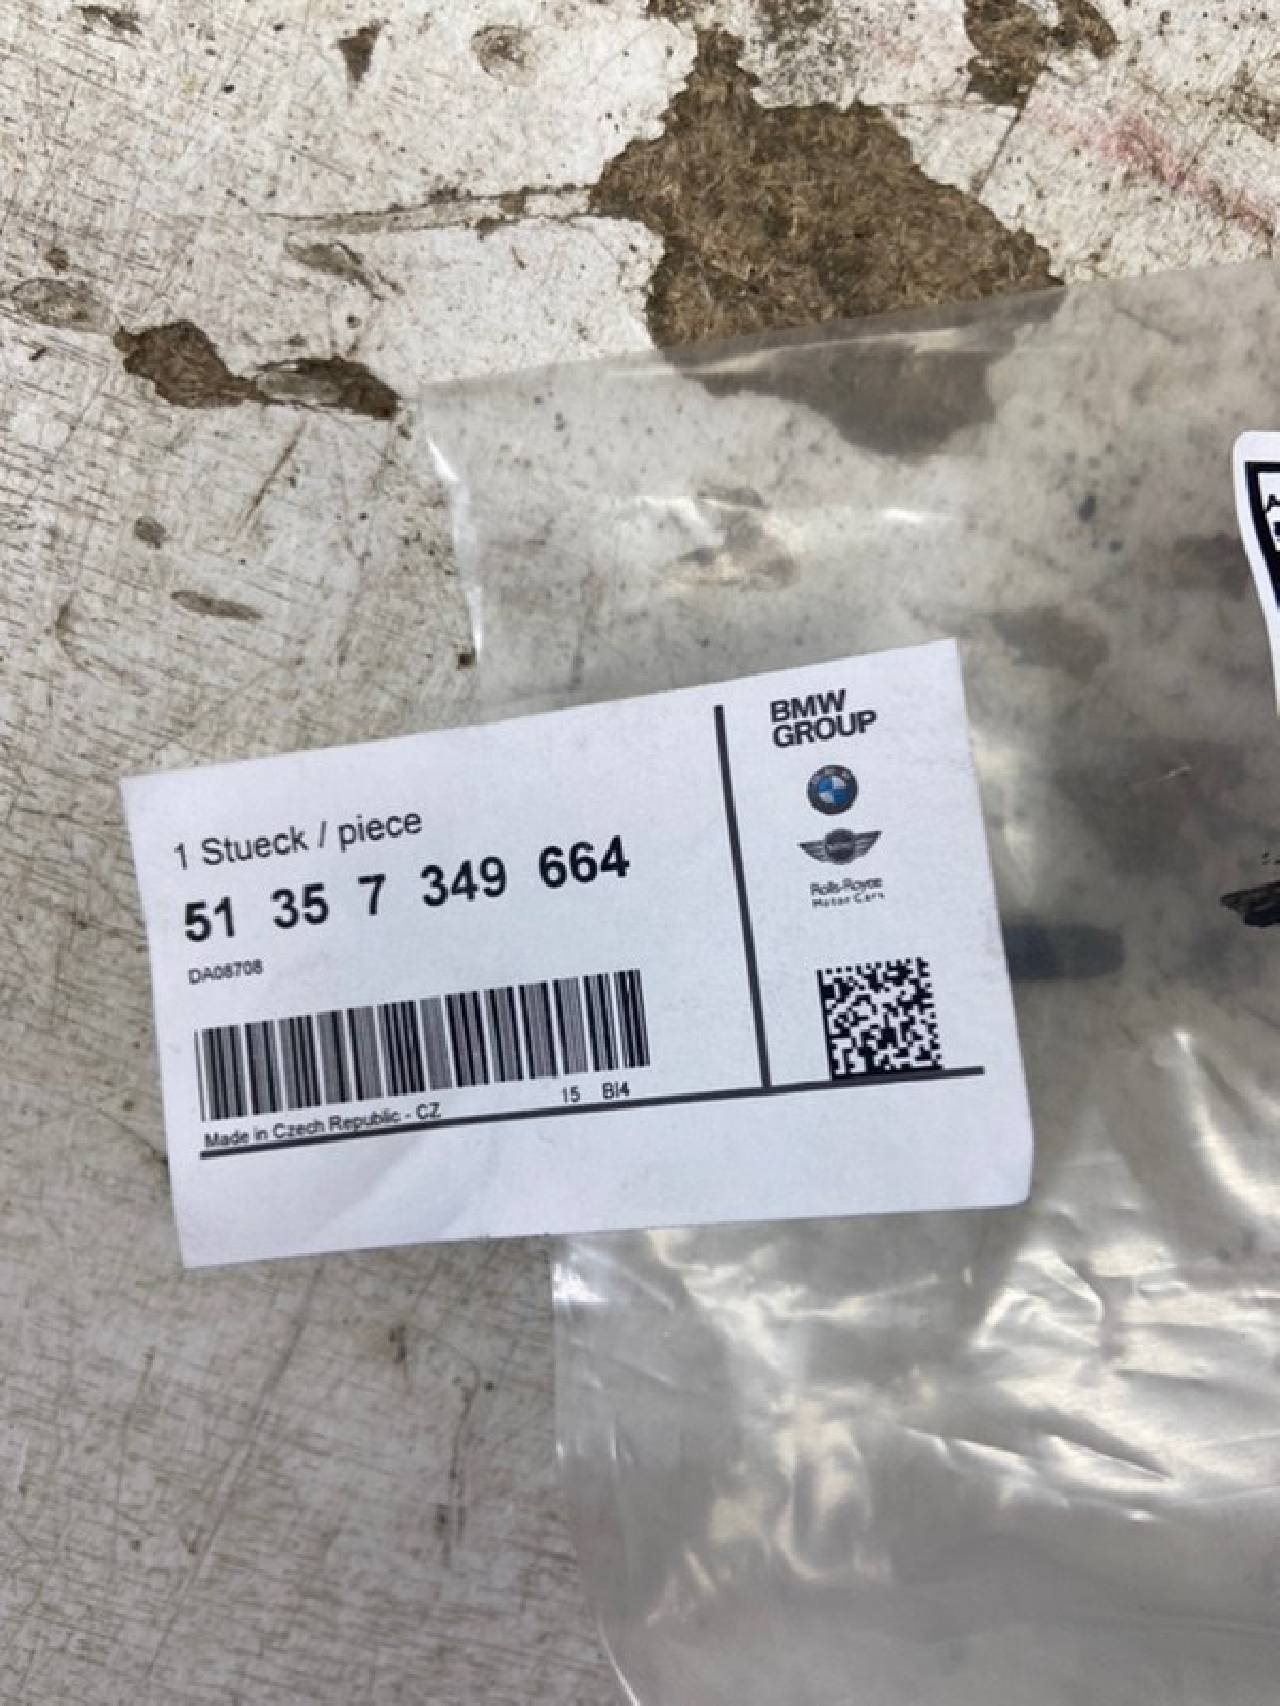 1 Stueck / piece
51 35 7 349 664
DA08708
Made in Czech Republic - CZ
15 BI4
BMW
GROUP
Rolls-Royce
Motor Cars